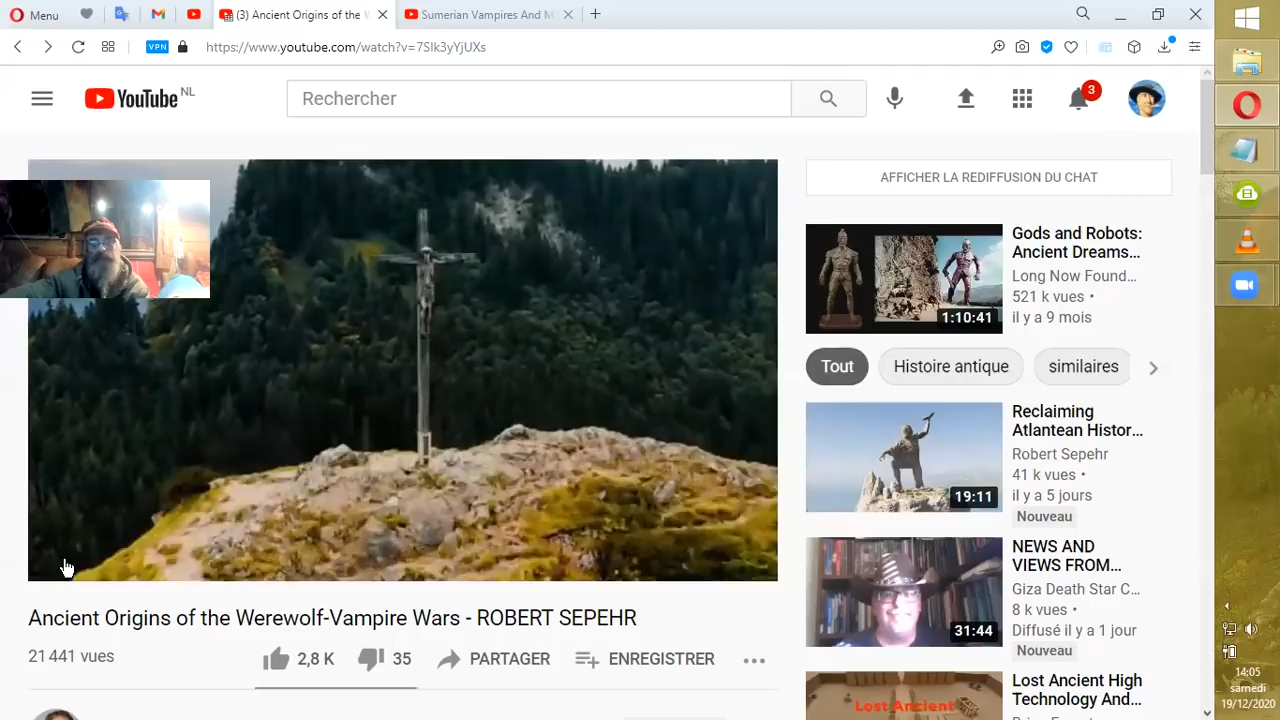 Menu
(3) Ancient Origins of the W
Sumerian Vampires And M
VPN
https://www.youtube.com/watch?v=7SIk3yYjUXs
YouTube NL
Rechercher
3
AFFICHER LA REDIFFUSION DU CHAT
Gods and Robots:
Ancient Dreams...
Long Now Found...
521 k vues •
il y a 9 mois
1:10:41
Tout
Histoire antique
similaires
Reclaiming
Atlantean Histor...
Robert Sepehr
41 k vues •
il y a 5 jours
Nouveau
19:11
NEWS AND
VIEWS FROM...
Giza Death Star C...
8 k vues •
Diffusé il y a 1 jour
Nouveau
31:44
Lost Ancient High
Technology And...
Lost Ancient
Ancient Origins of the Werewolf-Vampire Wars - ROBERT SEPEHR
21 441 vues
2,8 K
35
PARTAGER
ENREGISTRER
14:05
samedi
19/12/2020